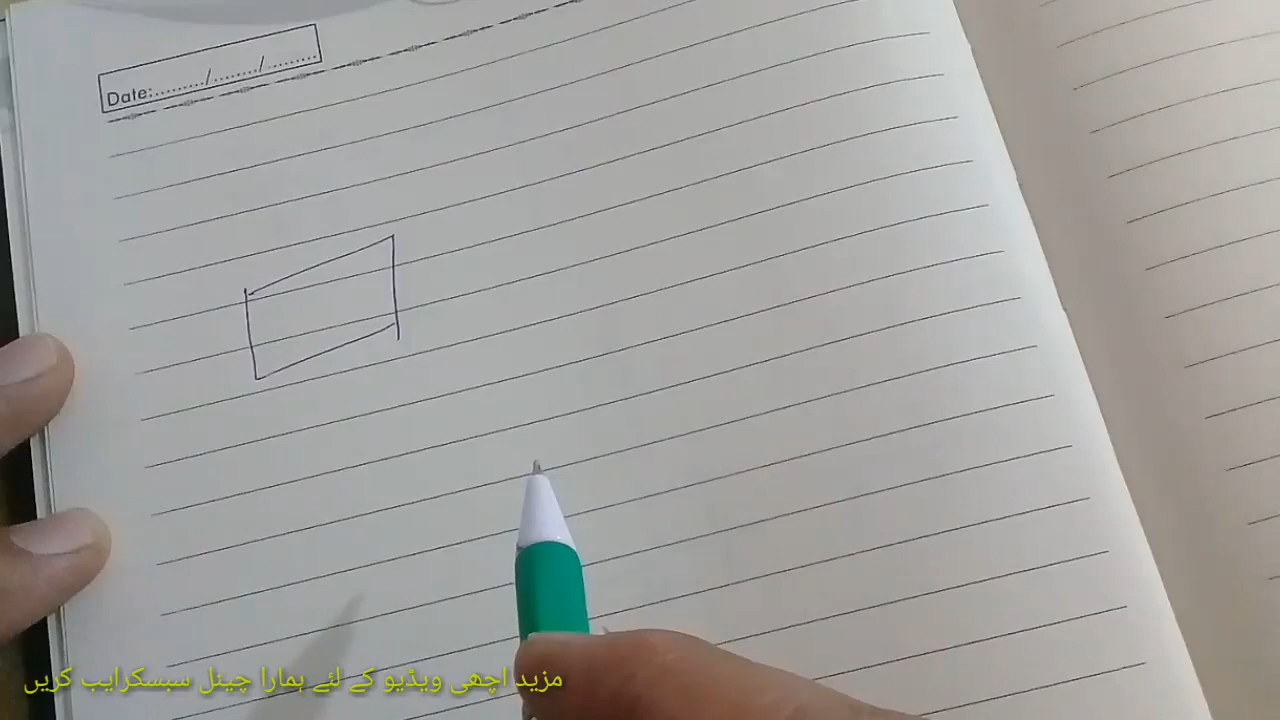 Date:........../........./..........
مزید اچھی ویڈیو کے لئے ہمارا چینل سبسکرایب کریں